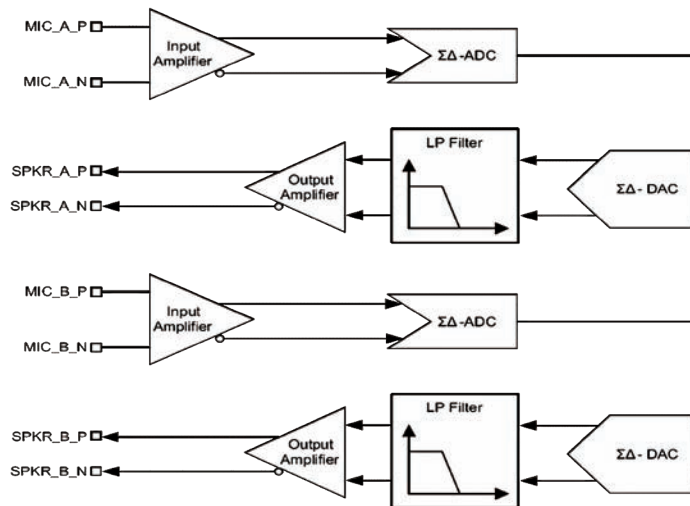 MIC_A_P
MIC_A_N
Input
Amplifier
ΣΔ-ADC
SPKR_A_P
SPKR_A_N
Output
Amplifier
LP Filter
ΣΔ- DAC
MIC_B_P
MIC_B_N
Input
Amplifier
ΣΔ-ADC
SPKR_B_P
SPKR_B_N
Output
Amplifier
LP Filter
ΣΔ- DAC